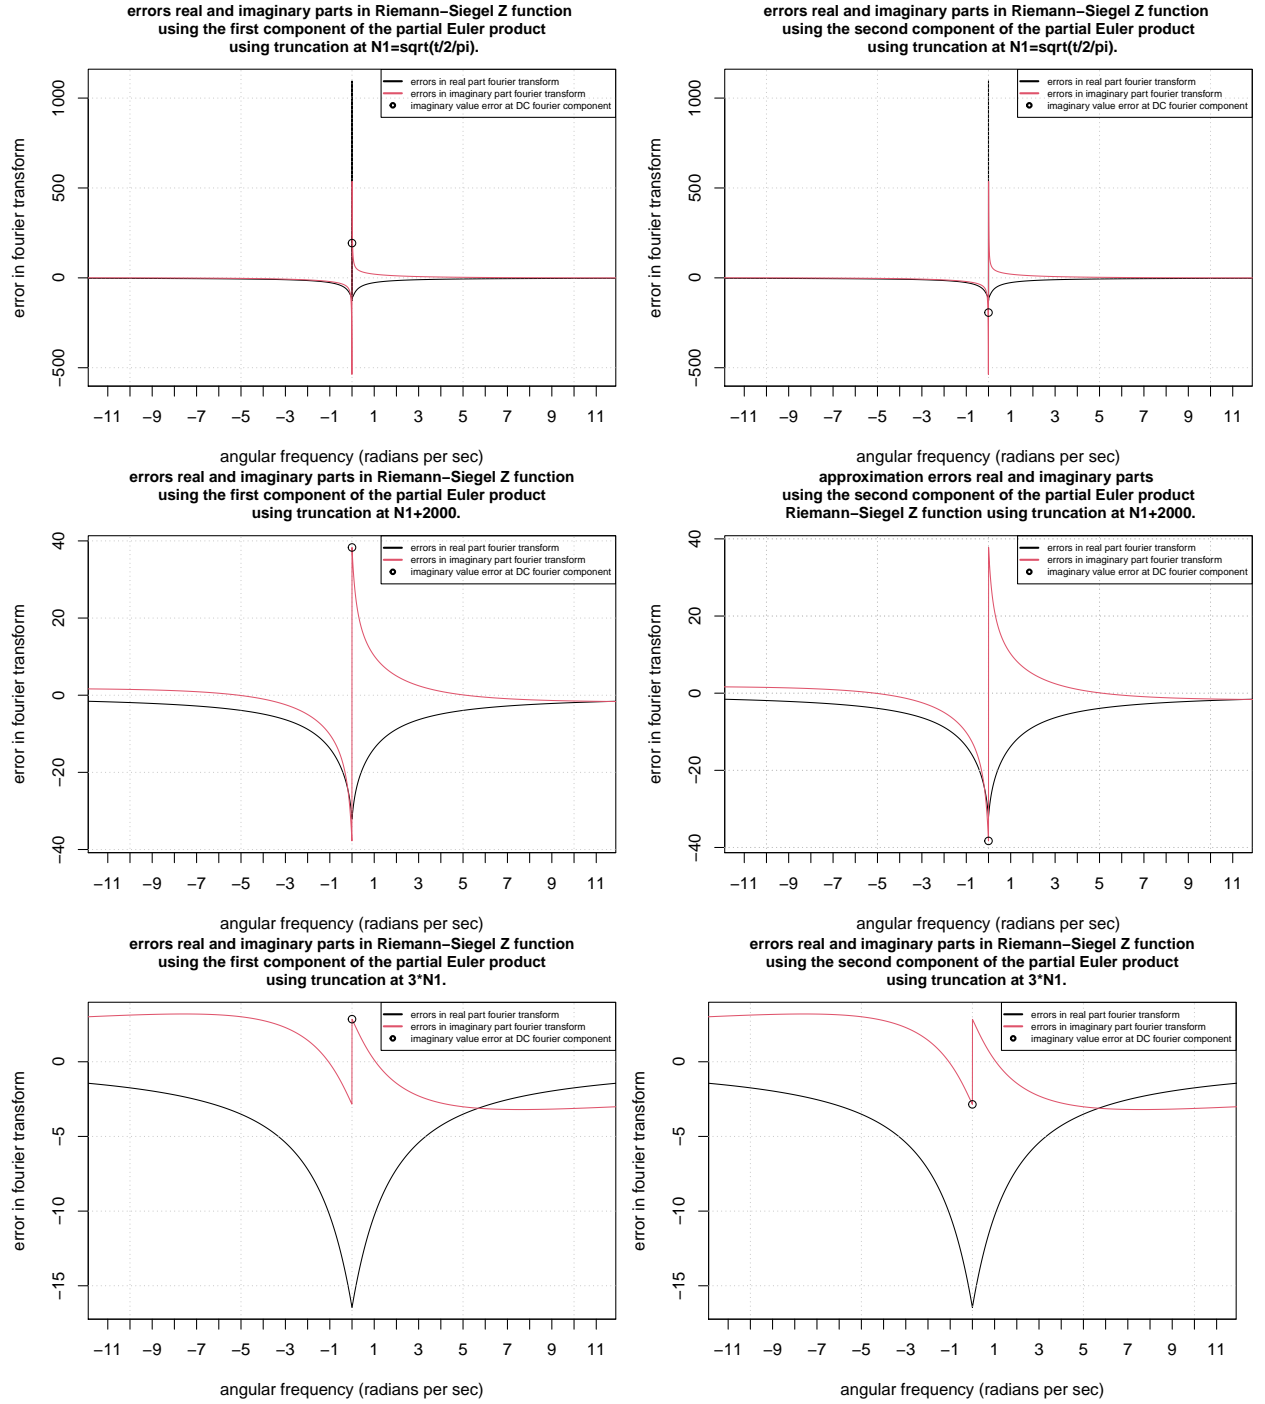 errors real and imaginary parts in Riemann−Siegel Z function
using the first component of the partial Euler product
using truncation at N1=sqrt(t/2/pi).
errors in real part fourier transform
errors in imaginary part fourier transform
imaginary value error at DC fourier component
error in fourier transform
1000
500
0
−500
−11 −9 −7 −5 −3 −1 1 3 5 7 9 11
angular frequency (radians per sec)
errors real and imaginary parts in Riemann−Siegel Z function
using the second component of the partial Euler product
using truncation at N1=sqrt(t/2/pi).
errors in real part fourier transform
errors in imaginary part fourier transform
imaginary value error at DC fourier component
error in fourier transform
1000
500
0
−500
−11 −9 −7 −5 −3 −1 1 3 5 7 9 11
angular frequency (radians per sec)
errors real and imaginary parts in Riemann−Siegel Z function
using the first component of the partial Euler product
using truncation at N1+2000.
errors in real part fourier transform
errors in imaginary part fourier transform
imaginary value error at DC fourier component
error in fourier transform
40
20
0
−20
−40
−11 −9 −7 −5 −3 −1 1 3 5 7 9 11
angular frequency (radians per sec)
approximation errors real and imaginary parts
using the second component of the partial Euler product
Riemann−Siegel Z function using truncation at N1+2000.
errors in real part fourier transform
errors in imaginary part fourier transform
imaginary value error at DC fourier component
error in fourier transform
40
20
0
−20
−40
−11 −9 −7 −5 −3 −1 1 3 5 7 9 11
angular frequency (radians per sec)
errors real and imaginary parts in Riemann−Siegel Z function
using the first component of the partial Euler product
using truncation at 3*N1.
errors in real part fourier transform
errors in imaginary part fourier transform
imaginary value error at DC fourier component
error in fourier transform
0
−5
−10
−15
−11 −9 −7 −5 −3 −1 1 3 5 7 9 11
angular frequency (radians per sec)
errors real and imaginary parts in Riemann−Siegel Z function
using the second component of the partial Euler product
using truncation at 3*N1.
errors in real part fourier transform
errors in imaginary part fourier transform
imaginary value error at DC fourier component
error in fourier transform
0
−5
−10
−15
−11 −9 −7 −5 −3 −1 1 3 5 7 9 11
angular frequency (radians per sec)